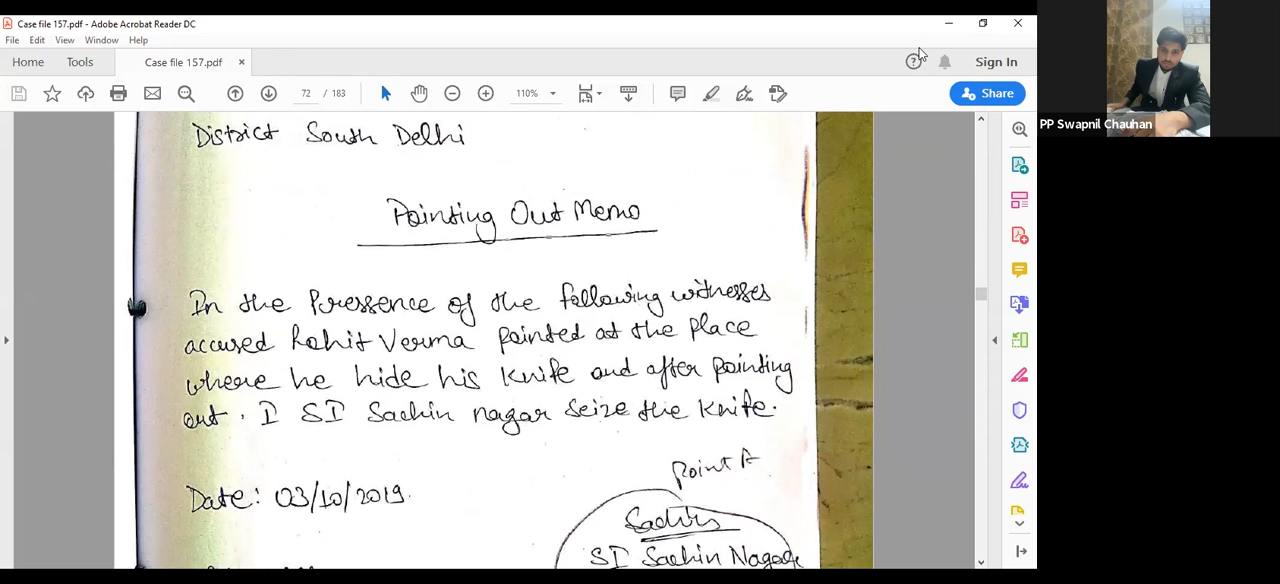 Case file 157.pdf - Adobe Acrobat Reader DC
File Edit View Window Help
Home Tools Case file 157.pdf × Sign In
72 / 183 110% Share
PP Swapnil Chauhan
District South Delhi
Pointing Out Memo
In the Pressence of the following witnesses
accused Rohit Verma pointed at the place
where he hide his Knife and after pointing
out. I SI Sachin nagar seize the Knife.
Point A
Date: 03/10/2019.
Sachin
SI Sachin Nagar